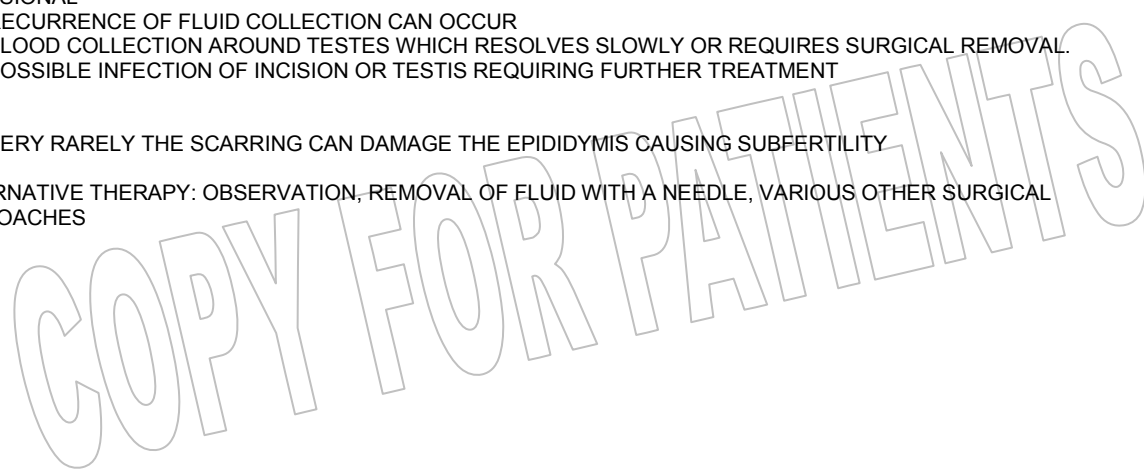 SIONAL
ECURRENCE OF FLUID COLLECTION CAN OCCUR
LOOD COLLECTION AROUND TESTES WHICH RESOLVES SLOWLY OR REQUIRES SURGICAL REMOVAL.
OSSIBLE INFECTION OF INCISION OR TESTIS REQUIRING FURTHER TREATMENT
ERY RARELY THE SCARRING CAN DAMAGE THE EPIDIDYMIS CAUSING SUBFERTILITY
RNATIVE THERAPY: OBSERVATION, REMOVAL OF FLUID WITH A NEEDLE, VARIOUS OTHER SURGICAL
OACHES
COPY FOR PATIENTS